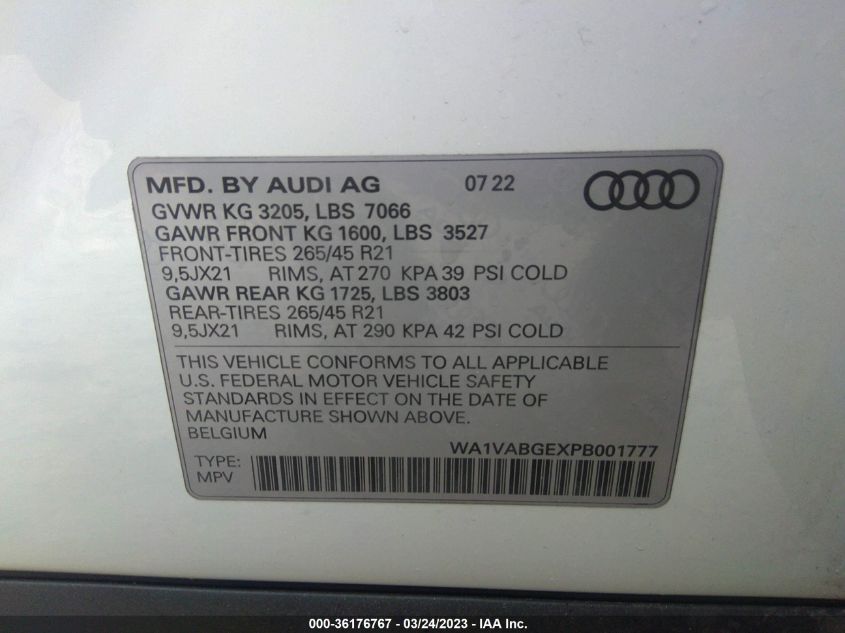 MFD. BY AUDI AG 07 22
GVWR KG 3205, LBS 7066
GAWR FRONT KG 1600, LBS 3527
FRONT-TIRES 265/45 R21
9,5JX21 RIMS, AT 270 KPA 39 PSI COLD
GAWR REAR KG 1725, LBS 3803
REAR-TIRES 265/45 R21
9,5JX21 RIMS, AT 290 KPA 42 PSI COLD
THIS VEHICLE CONFORMS TO ALL APPLICABLE
U.S. FEDERAL MOTOR VEHICLE SAFETY
STANDARDS IN EFFECT ON THE DATE OF
MANUFACTURE SHOWN ABOVE.
BELGIUM
WA1VABGEXPB001777
TYPE:
MPV
000-36176767 — 03/24/2023 — IAA, Inc.